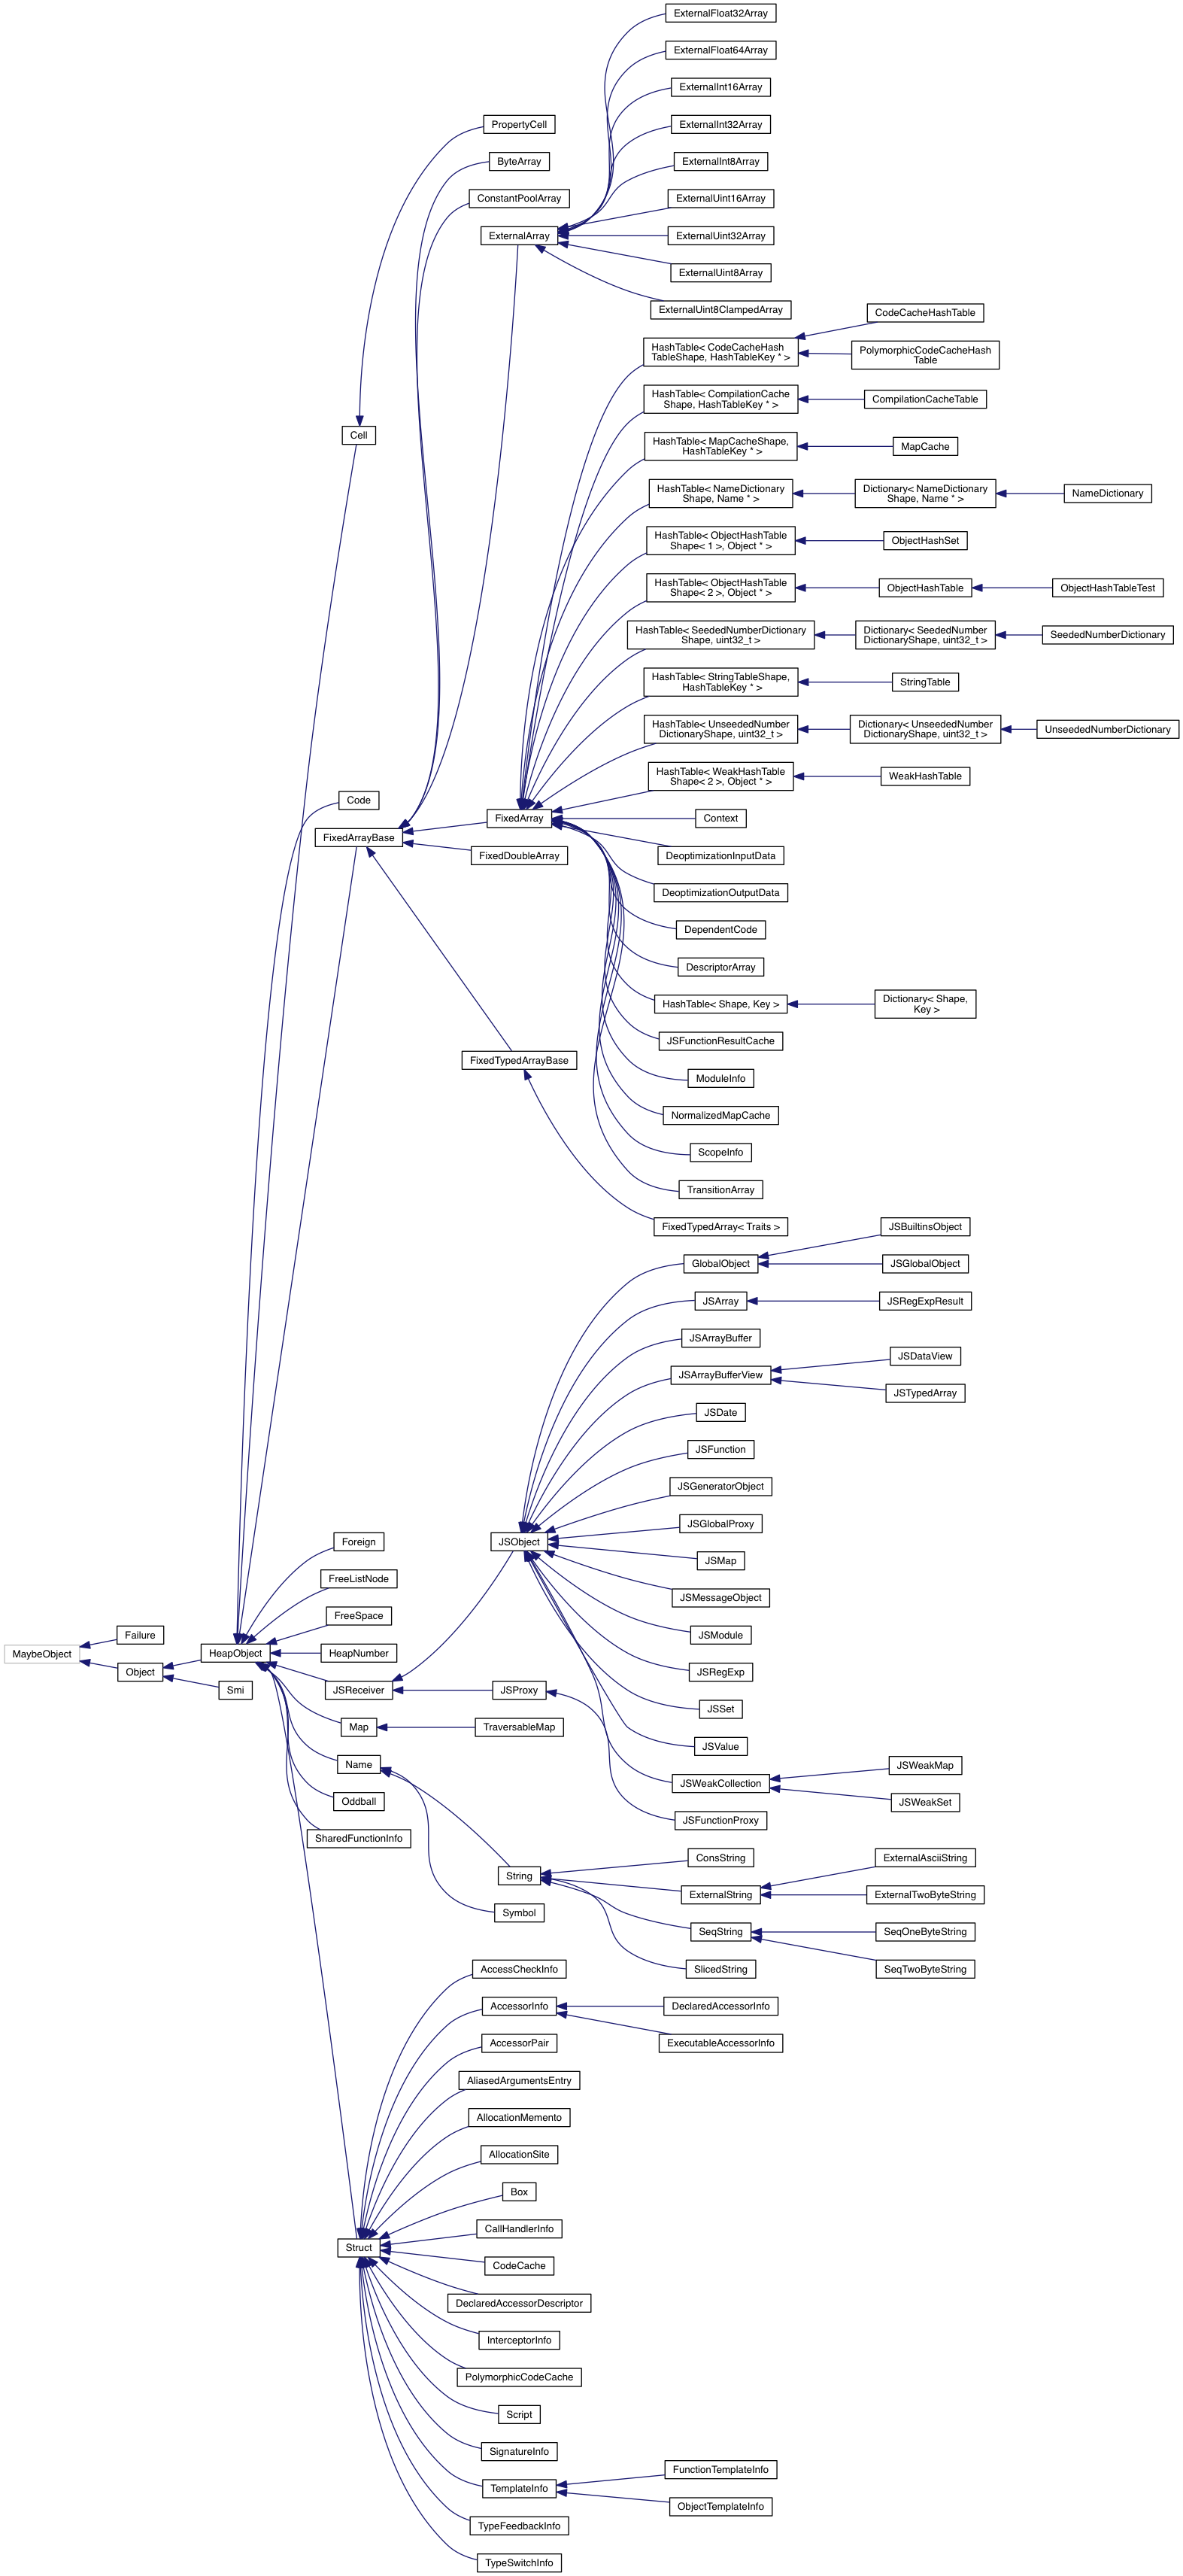 ExternalFloat32Array
ExternalFloat64Array
ExternalInt16Array
PropertyCell
ExternalInt32Array
ByteArray
ExternalInt8Array
ConstantPoolArray
ExternalUint16Array
ExternalArray
ExternalUint32Array
ExternalUint8Array
ExternalUint8ClampedArray
CodeCacheHashTable
HashTable< CodeCacheHash
TableShape, HashTableKey * >
PolymorphicCodeCacheHash
Table
HashTable< CompilationCache
Shape, HashTableKey * >
CompilationCacheTable
Cell
HashTable< MapCacheShape,
HashTableKey * >
MapCache
HashTable< NameDictionary
Shape, Name * >
Dictionary< NameDictionary
Shape, Name * >
NameDictionary
HashTable< ObjectHashTable
Shape< 1 >, Object * >
ObjectHashSet
HashTable< ObjectHashTable
Shape< 2 >, Object * >
ObjectHashTable
ObjectHashTableTest
HashTable< SeededNumberDictionary
Shape, uint32_t >
Dictionary< SeededNumber
DictionaryShape, uint32_t >
SeededNumberDictionary
HashTable< StringTableShape,
HashTableKey * >
StringTable
HashTable< UnseededNumber
DictionaryShape, uint32_t >
Dictionary< UnseededNumber
DictionaryShape, uint32_t >
UnseededNumberDictionary
HashTable< WeakHashTable
Shape< 2 >, Object * >
WeakHashTable
Code
FixedArray
Context
FixedArrayBase
FixedDoubleArray
DeoptimizationInputData
DeoptimizationOutputData
DependentCode
DescriptorArray
HashTable< Shape, Key >
Dictionary< Shape,
Key >
JSFunctionResultCache
FixedTypedArrayBase
ModuleInfo
NormalizedMapCache
ScopeInfo
TransitionArray
FixedTypedArray< Traits >
JSBuiltinsObject
GlobalObject
JSGlobalObject
JSArray
JSRegExpResult
JSArrayBuffer
JSDataView
JSArrayBufferView
JSTypedArray
JSDate
JSFunction
JSGeneratorObject
JSGlobalProxy
Foreign
JSObject
JSMap
FreeListNode
JSMessageObject
FreeSpace
Failure
JSModule
MaybeObject
HeapObject
HeapNumber
Object
JSRegExp
Smi
JSReceiver
JSProxy
JSSet
Map
TraversableMap
JSValue
Name
JSWeakMap
JSWeakCollection
Oddball
JSWeakSet
JSFunctionProxy
SharedFunctionInfo
ConsString
ExternalAsciiString
String
ExternalString
ExternalTwoByteString
Symbol
SeqString
SeqOneByteString
SlicedString
SeqTwoByteString
AccessCheckInfo
AccessorInfo
DeclaredAccessorInfo
AccessorPair
ExecutableAccessorInfo
AliasedArgumentsEntry
AllocationMemento
AllocationSite
Box
CallHandlerInfo
Struct
CodeCache
DeclaredAccessorDescriptor
InterceptorInfo
PolymorphicCodeCache
Script
SignatureInfo
FunctionTemplateInfo
TemplateInfo
ObjectTemplateInfo
TypeFeedbackInfo
TypeSwitchInfo